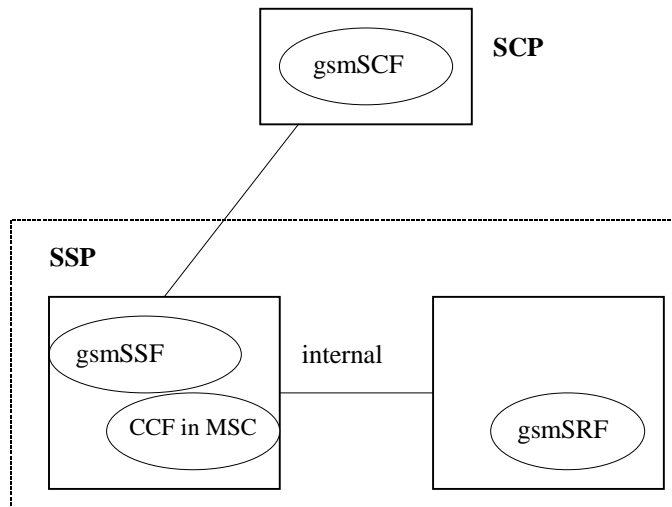 SCP
gsmSCF
SSP
gsmSSF
internal
CCF in MSC
gsmSRF